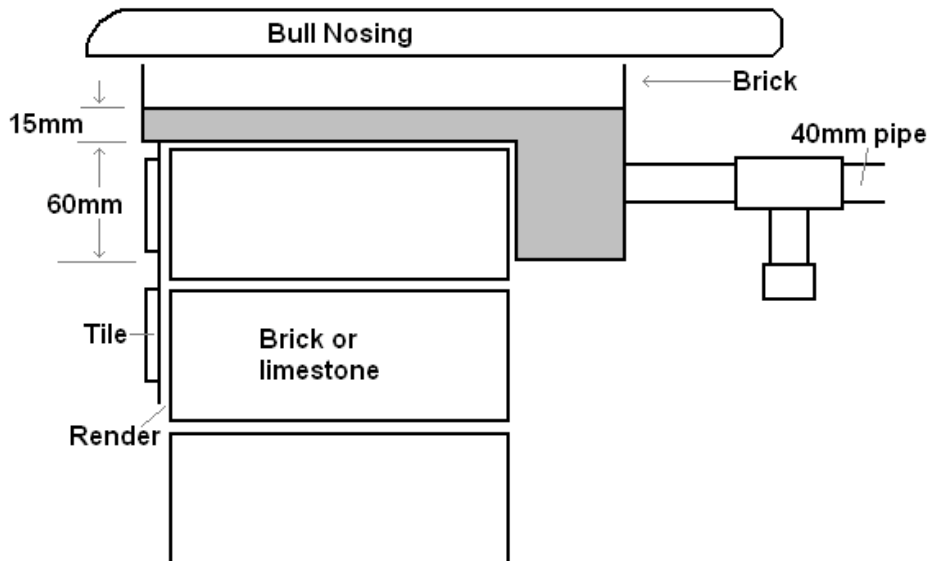 Bull Nosing
Brick
15mm
40mm pipe
60mm
Tile
Brick or
limestone
Render